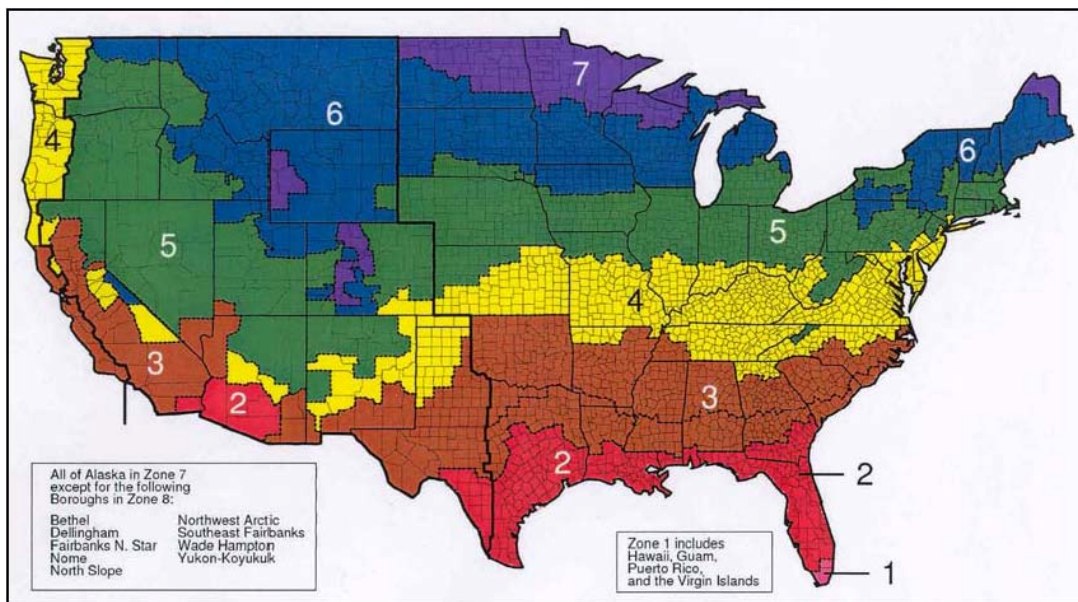 7
6
6
4
5
5
4
3
3
2
2
2
1
All of Alaska in Zone 7
except for the following
Boroughs in Zone 8:
Bethel Northwest Arctic
Dellingham Southeast Fairbanks
Fairbanks N. Star Wade Hampton
Nome Yukon-Koyukuk
North Slope
Zone 1 includes
Hawaii, Guam,
Puerto Rico,
and the Virgin Islands